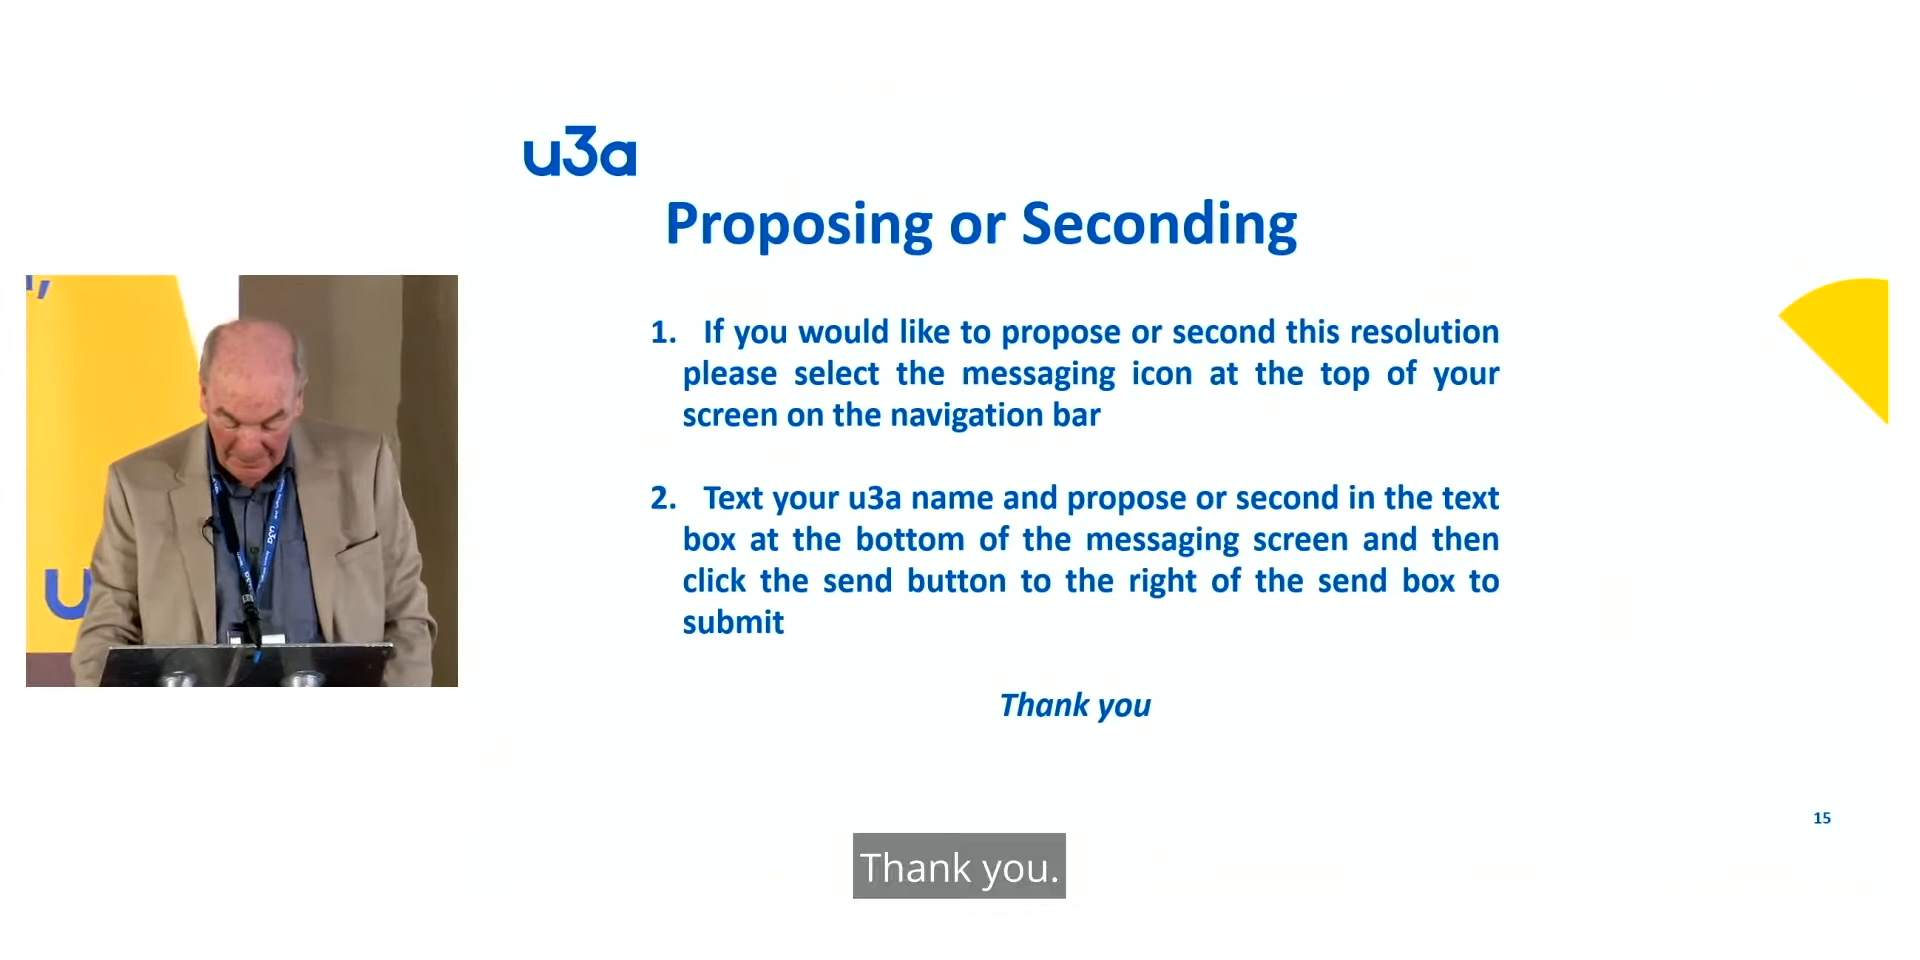 u3a
Proposing or Seconding
1. If you would like to propose or second this resolution
please select the messaging icon at the top of your
screen on the navigation bar
2. Text your u3a name and propose or second in the text
box at the bottom of the messaging screen and then
click the send button to the right of the send box to
submit
Thank you
15
Thank you.
u
u3a